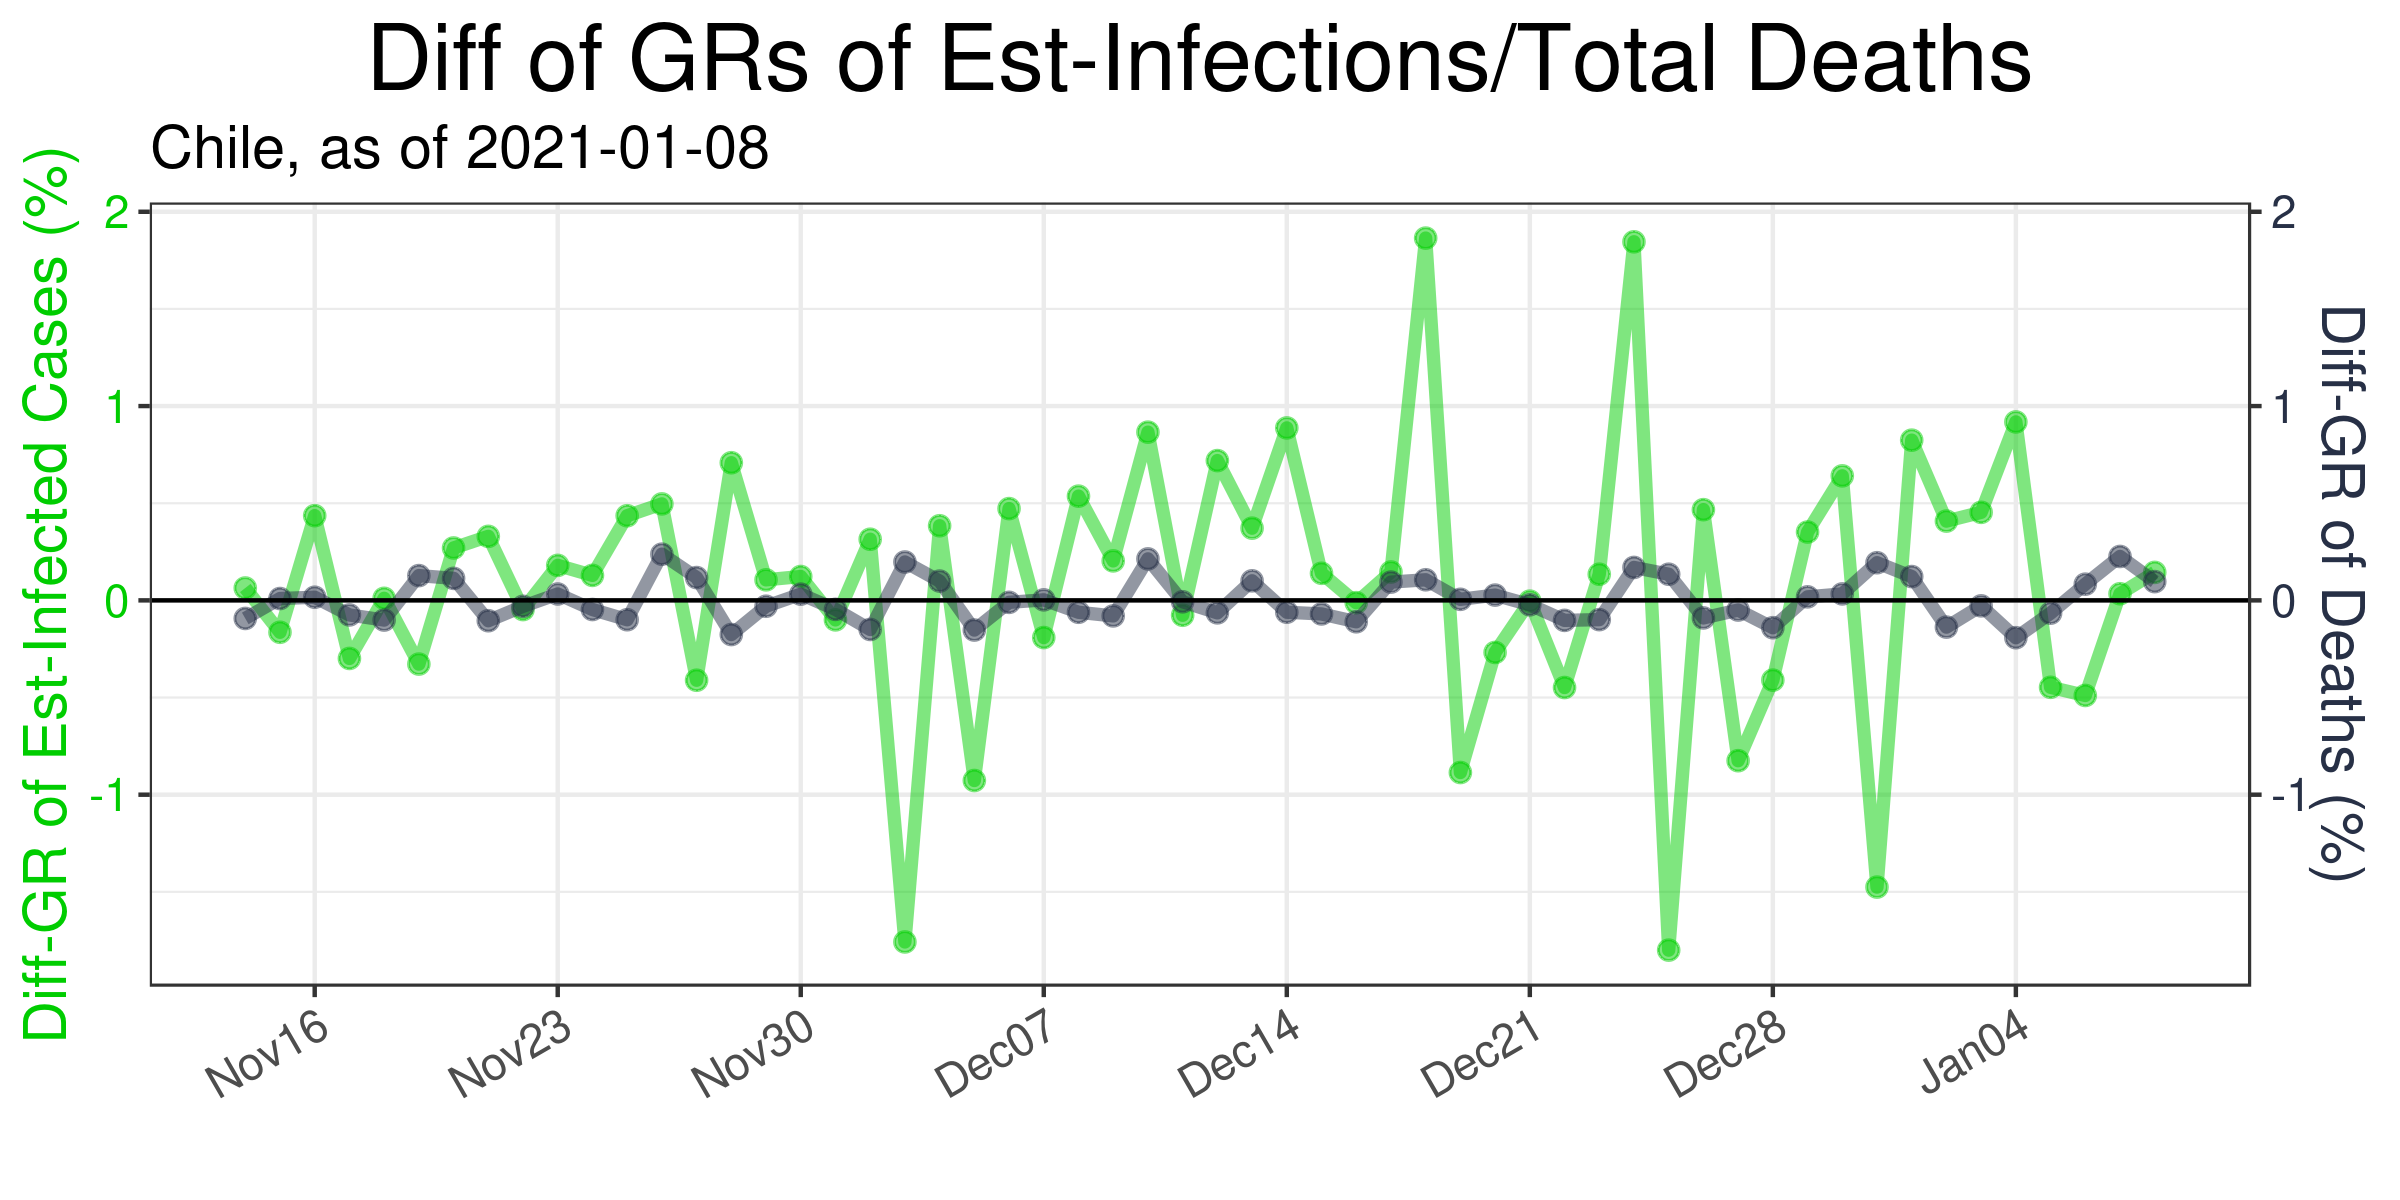 Diff of GRs of Est-Infections/Total Deaths
Chile, as of 2021-01-08
Diff-GR of Est-Infected Cases (%)
2
1
0
-1
2
1
0
-1
Diff-GR of Deaths (%)
Nov16
Nov23
Nov30
Dec07
Dec14
Dec21
Dec28
Jan04